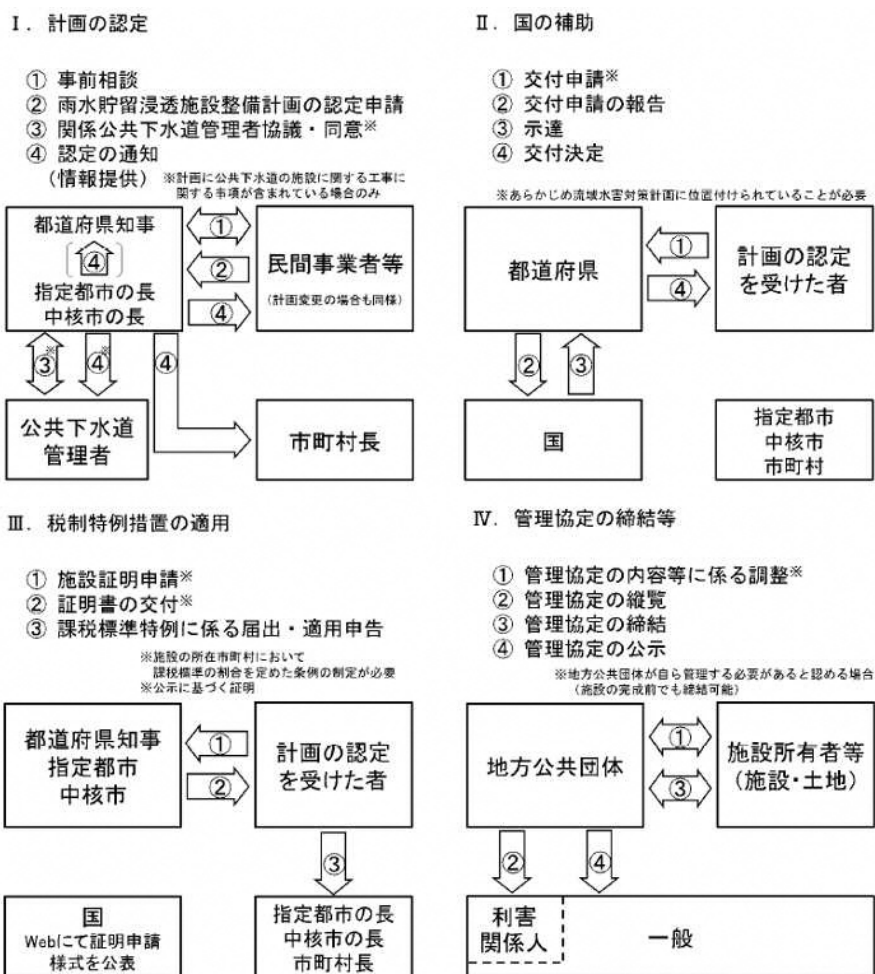 Ⅰ．計画の認定
① 事前相談
② 雨水貯留浸透施設整備計画の認定申請
③ 関係公共下水道管理者協議・同意※
④ 認定の通知
（情報提供）
※計画に公共下水道の施設に関する工事に
関する事項が含まれている場合のみ
都道府県知事
④
指定都市の長
中核市の長
①
②
④
民間事業者等
（計画変更の場合も同様）
③※
④※
④
公共下水道
管理者
市町村長
Ⅱ．国の補助
① 交付申請※
② 交付申請の報告
③ 示達
④ 交付決定
※あらかじめ流域水害対策計画に位置付けられていることが必要
都道府県
①
④
計画の認定
を受けた者
②
③
国
指定都市
中核市
市町村
Ⅲ．税制特例措置の適用
① 施設証明申請※
② 証明書の交付※
③ 課税標準特例に係る届出・適用申告
※施設の所在市町村において
課税標準の割合を定めた条例の制定が必要
※公示に基づく証明
都道府県知事
指定都市
中核市
①
②
計画の認定
を受けた者
③
国
Webにて証明申請
様式を公表
指定都市の長
中核市の長
市町村長
Ⅳ．管理協定の締結等
① 管理協定の内容等に係る調整※
② 管理協定の縦覧
③ 管理協定の締結
④ 管理協定の公示
※地方公共団体が自ら管理する必要があると認める場合
（施設の完成前でも締結可能）
地方公共団体
①
③
施設所有者等
（施設・土地）
②
④
利害
関係人
一般